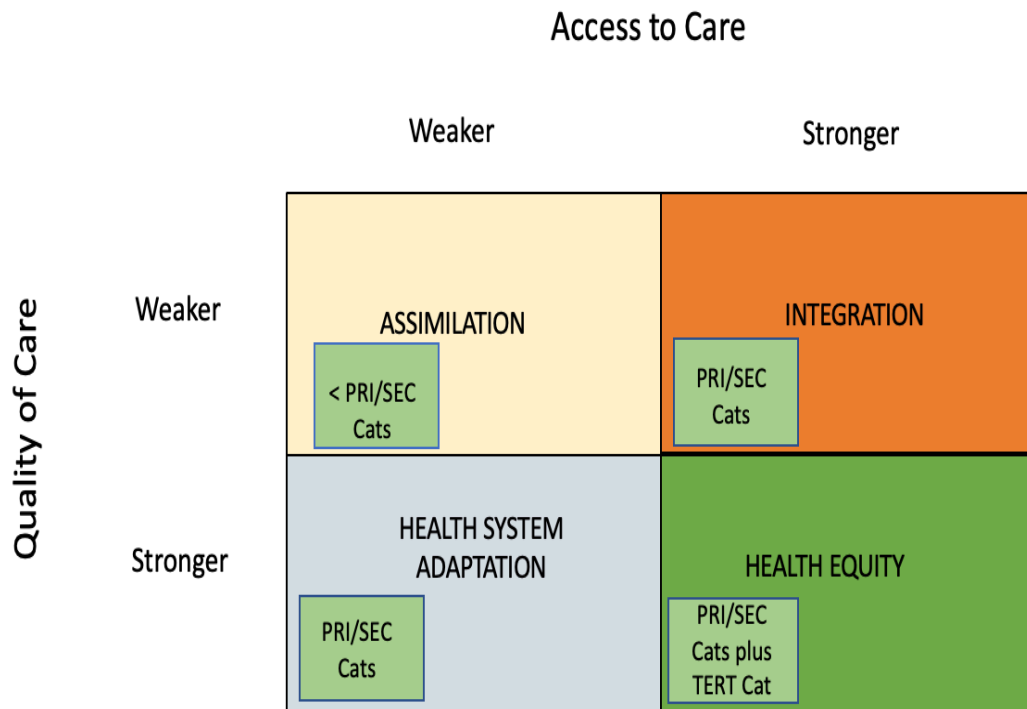 Access to Care
Weaker
Stronger
Quality of Care
Weaker
ASSIMILATION
< PRI/SEC
Cats
INTEGRATION
PRI/SEC
Cats
Stronger
HEALTH SYSTEM
ADAPTATION
PRI/SEC
Cats
HEALTH EQUITY
PRI/SEC
Cats plus
TERT Cat